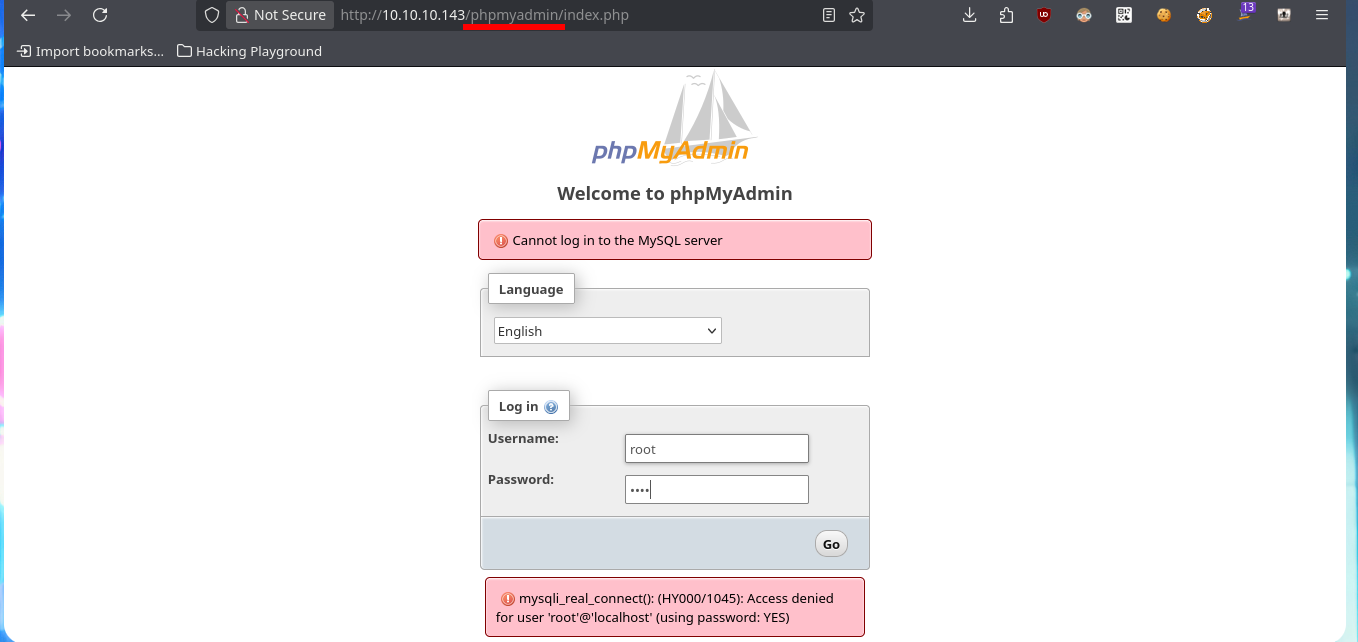 Not Secure http://10.10.10.143/phpmyadmin/index.php
13
Import bookmarks... Hacking Playground
phpMyAdmin
Welcome to phpMyAdmin
Cannot log in to the MySQL server
Language
English
Log in
Username:
root
Password:
••••
Go
mysqli_real_connect(): (HY000/1045): Access denied
for user 'root'@'localhost' (using password: YES)